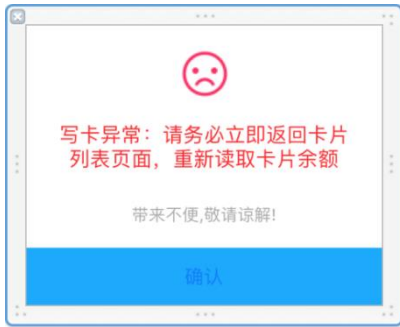 写卡异常：请务必立即返回卡片
列表页面，重新读取卡片余额
带来不便,敬请谅解!
确认